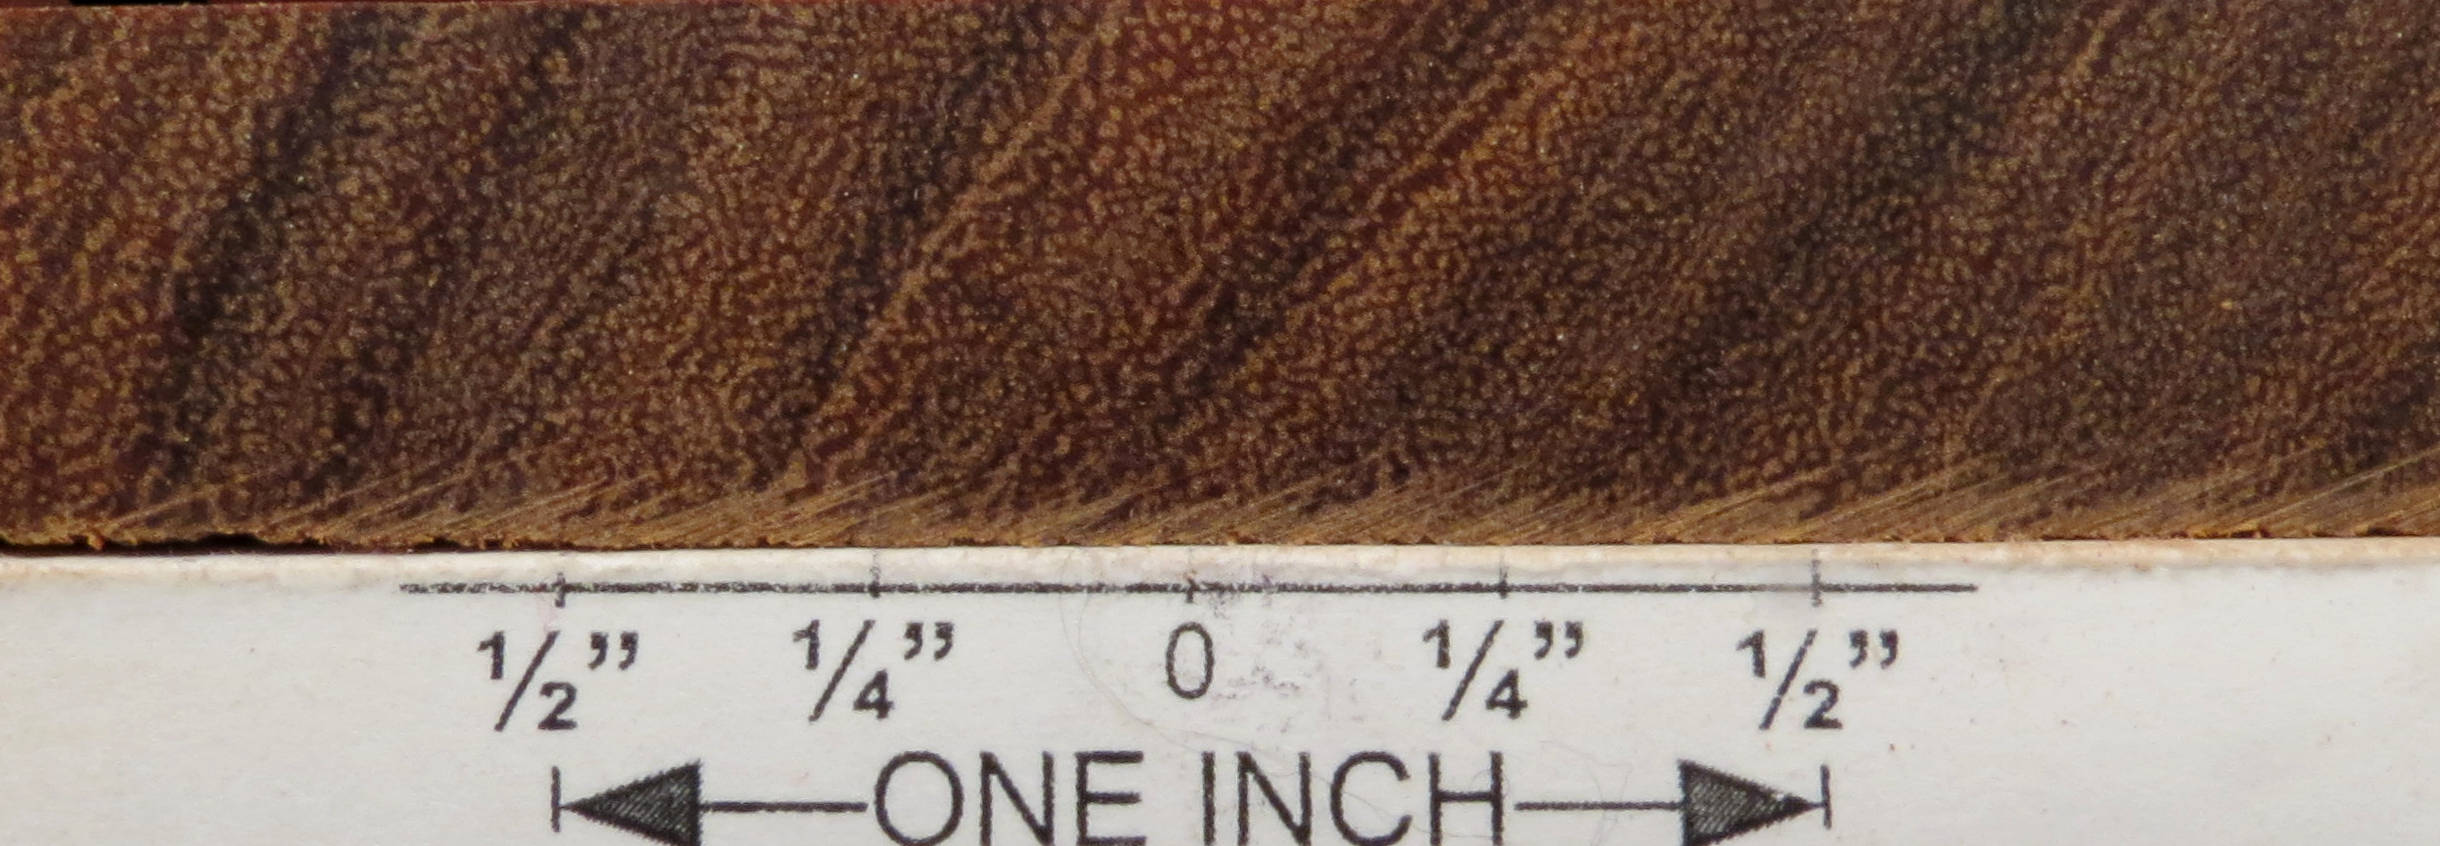 1/2” 1/4” 0 1/4” 1/2”
ONE INCH